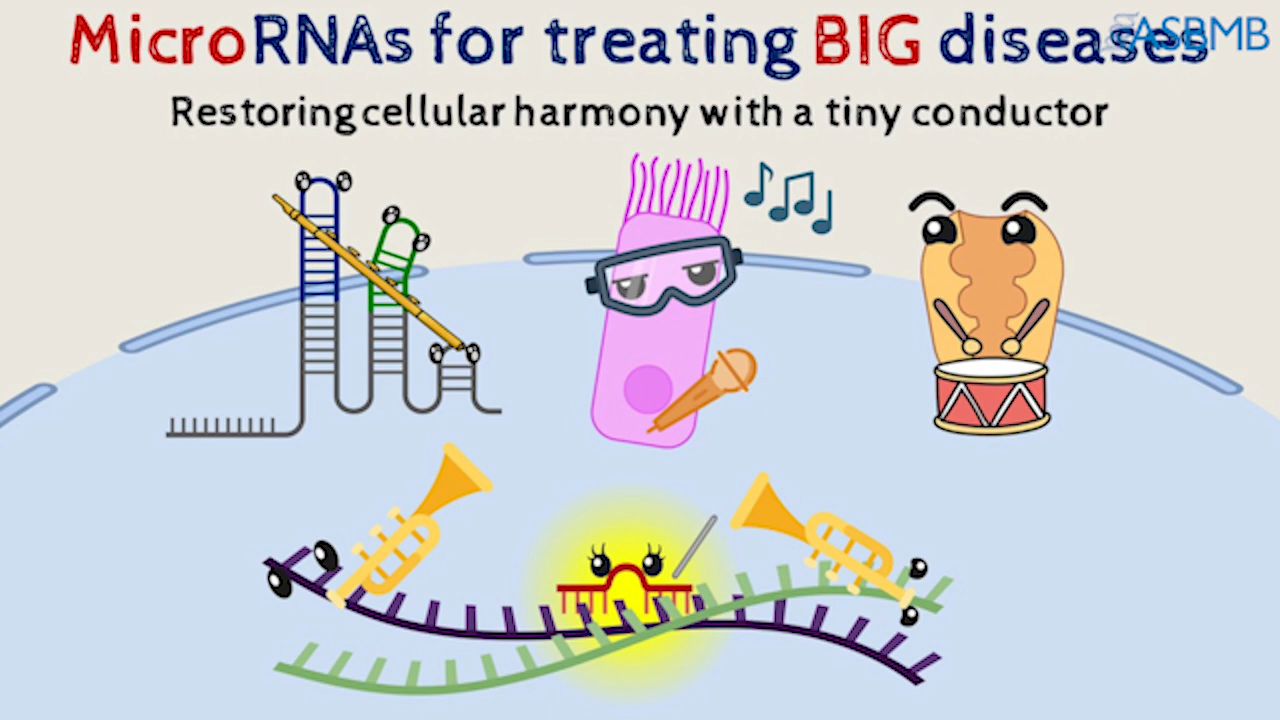 MicroRNAs for treating BIG diseases
ASBMB
Restoring cellular harmony with a tiny conductor